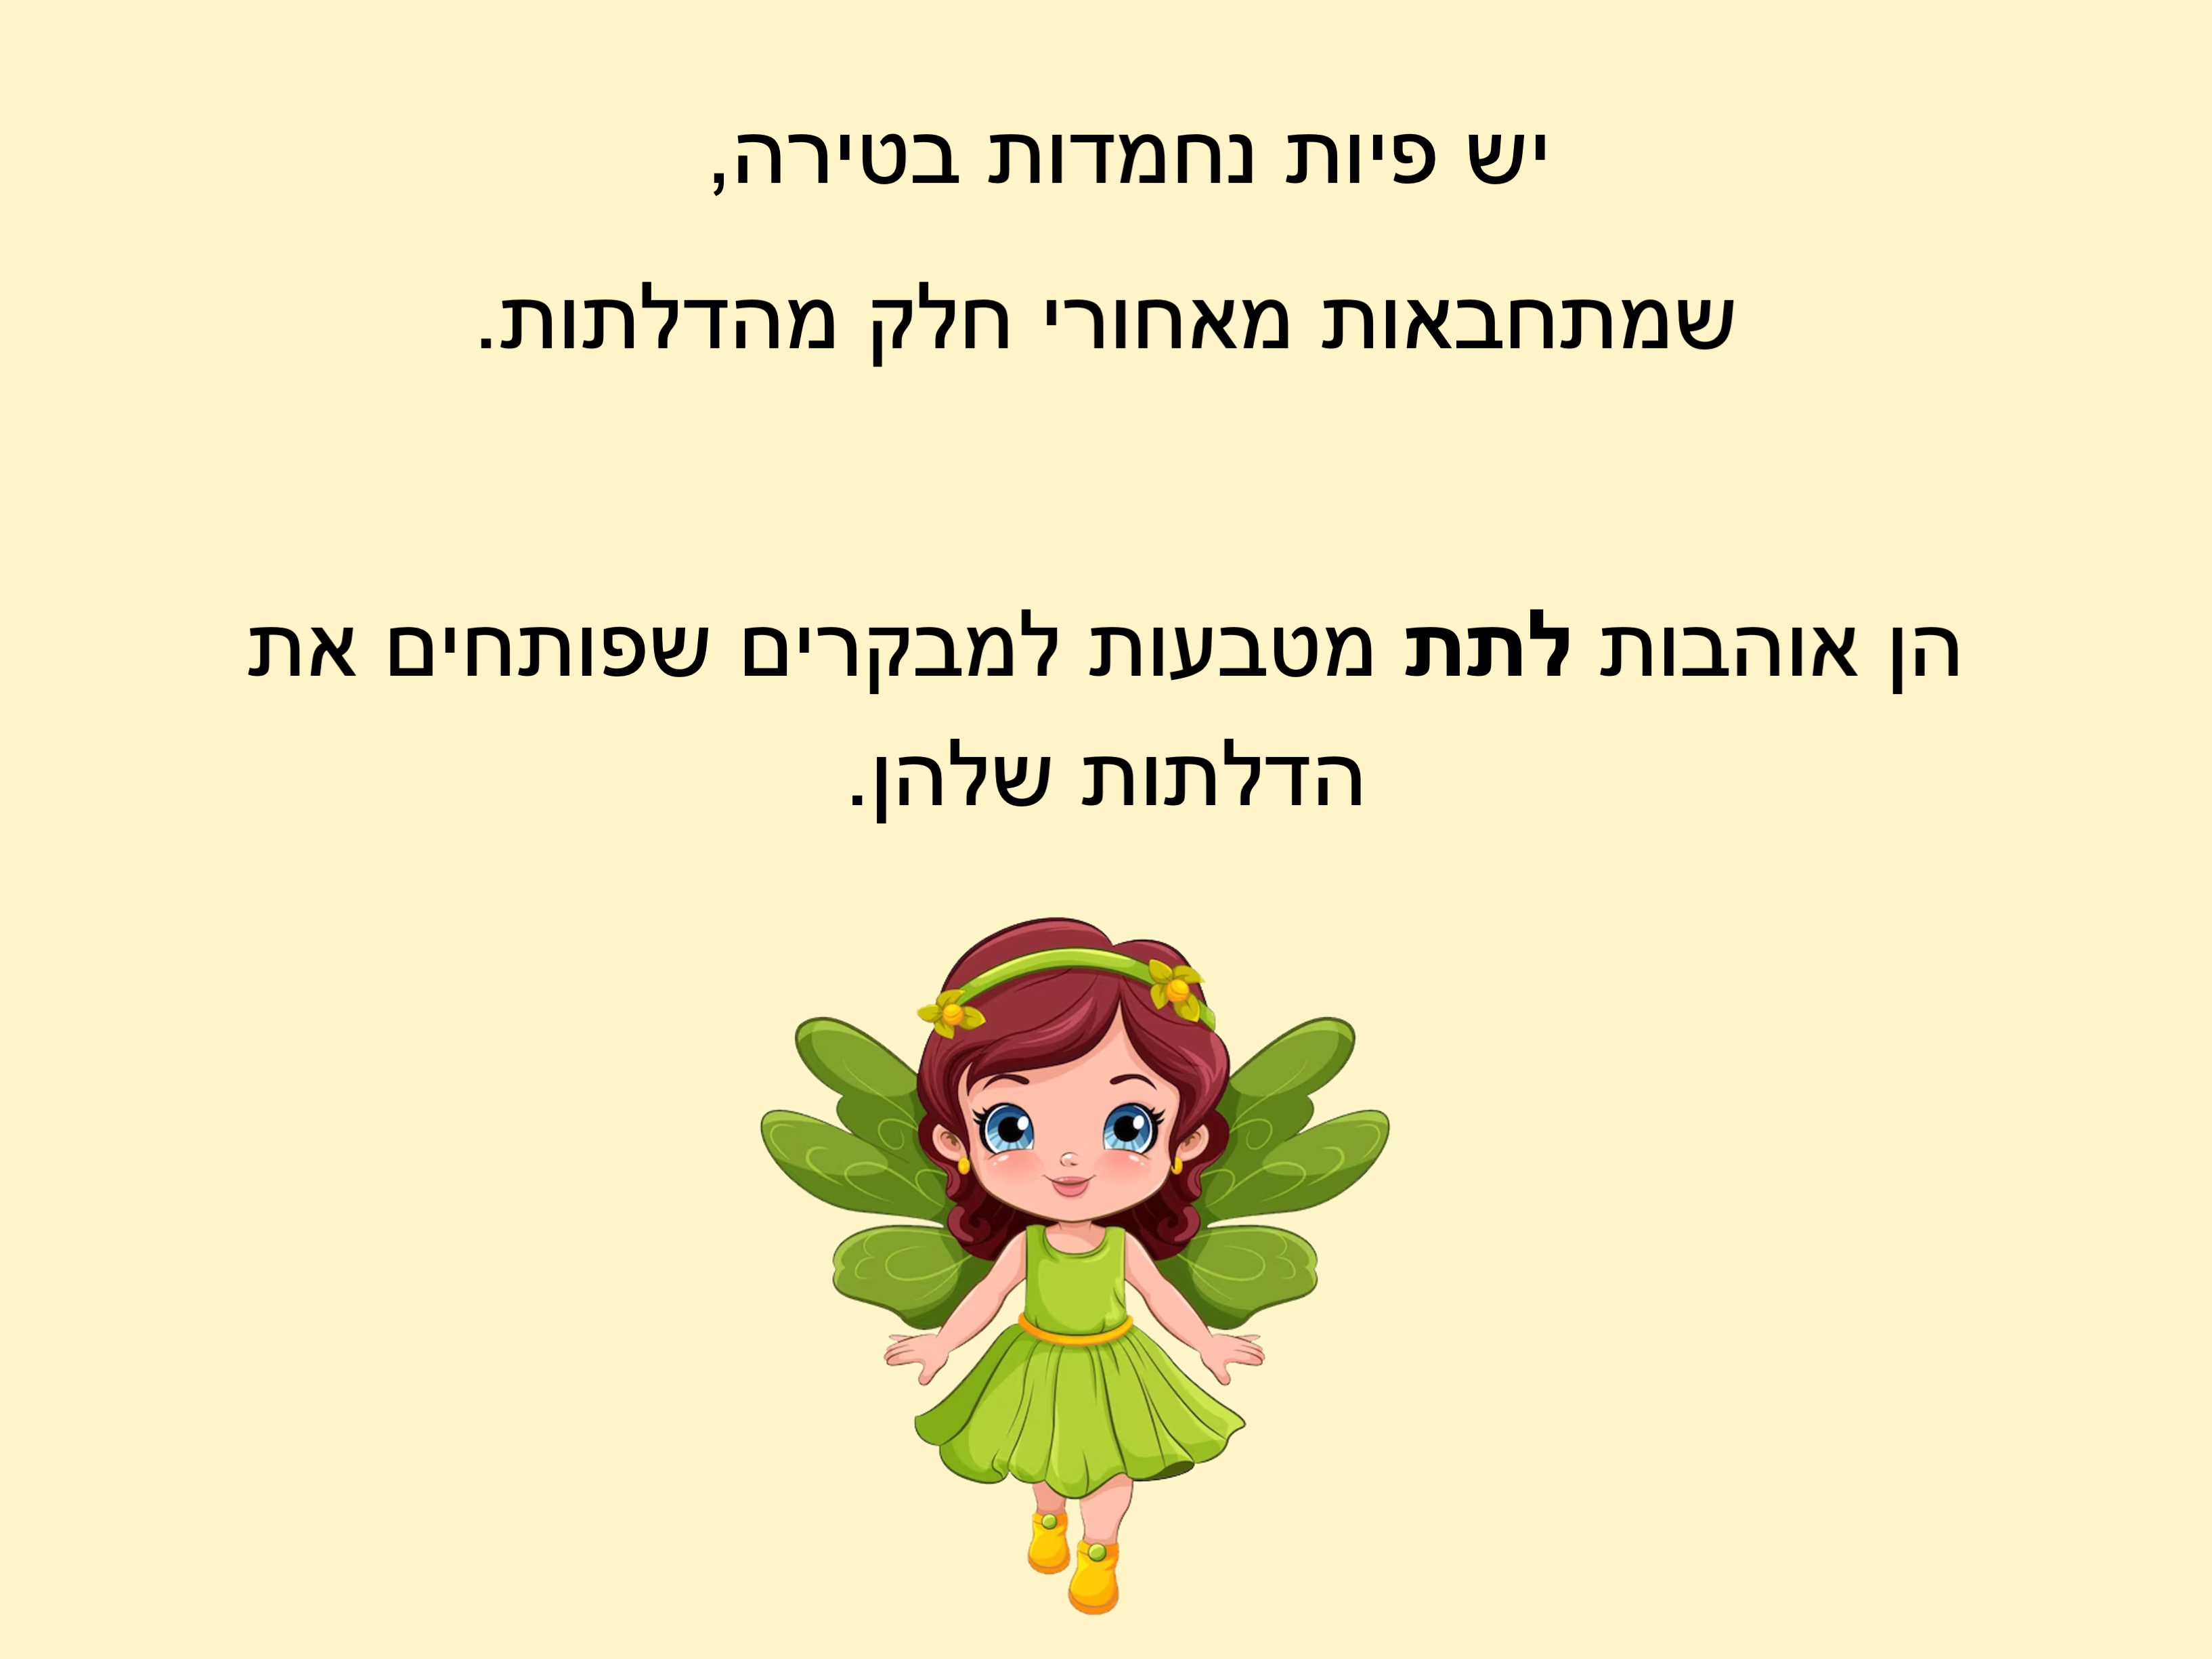 יש פיות נחמדות בטירה,
שמתחבאות מאחורי חלק מהדלתות.
הן אוהבות לתת מטבעות למבקרים שפותחים את
הדלתות שלהן.